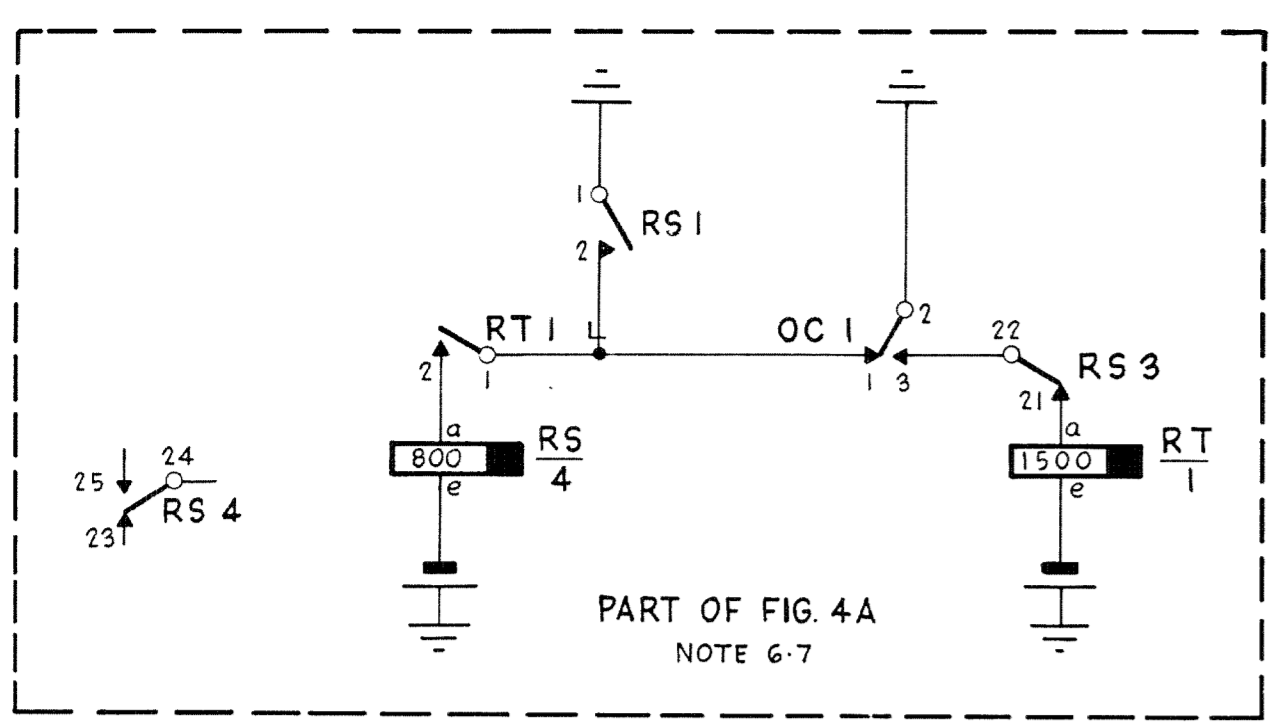 1
RS 1
2
RT 1
L
OC 1
2
22
RS 3
2
1
1
3
21
a
800
RS
4
e
a
1500
RT
1
e
24
25
RS 4
23
PART OF FIG. 4A
NOTE 6·7